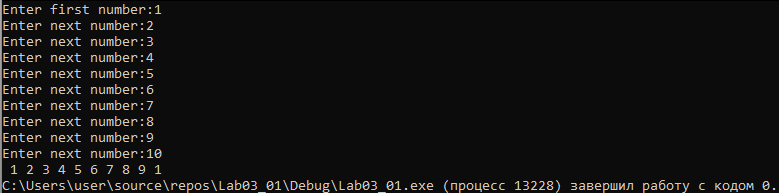 Enter first number:1
Enter next number:2
Enter next number:3
Enter next number:4
Enter next number:5
Enter next number:6
Enter next number:7
Enter next number:8
Enter next number:9
Enter next number:10
 1 2 3 4 5 6 7 8 9 1
C:\Users\user\source\repos\Lab03_01\Debug\Lab03_01.exe (процесс 13228) завершил работу с кодом 0.